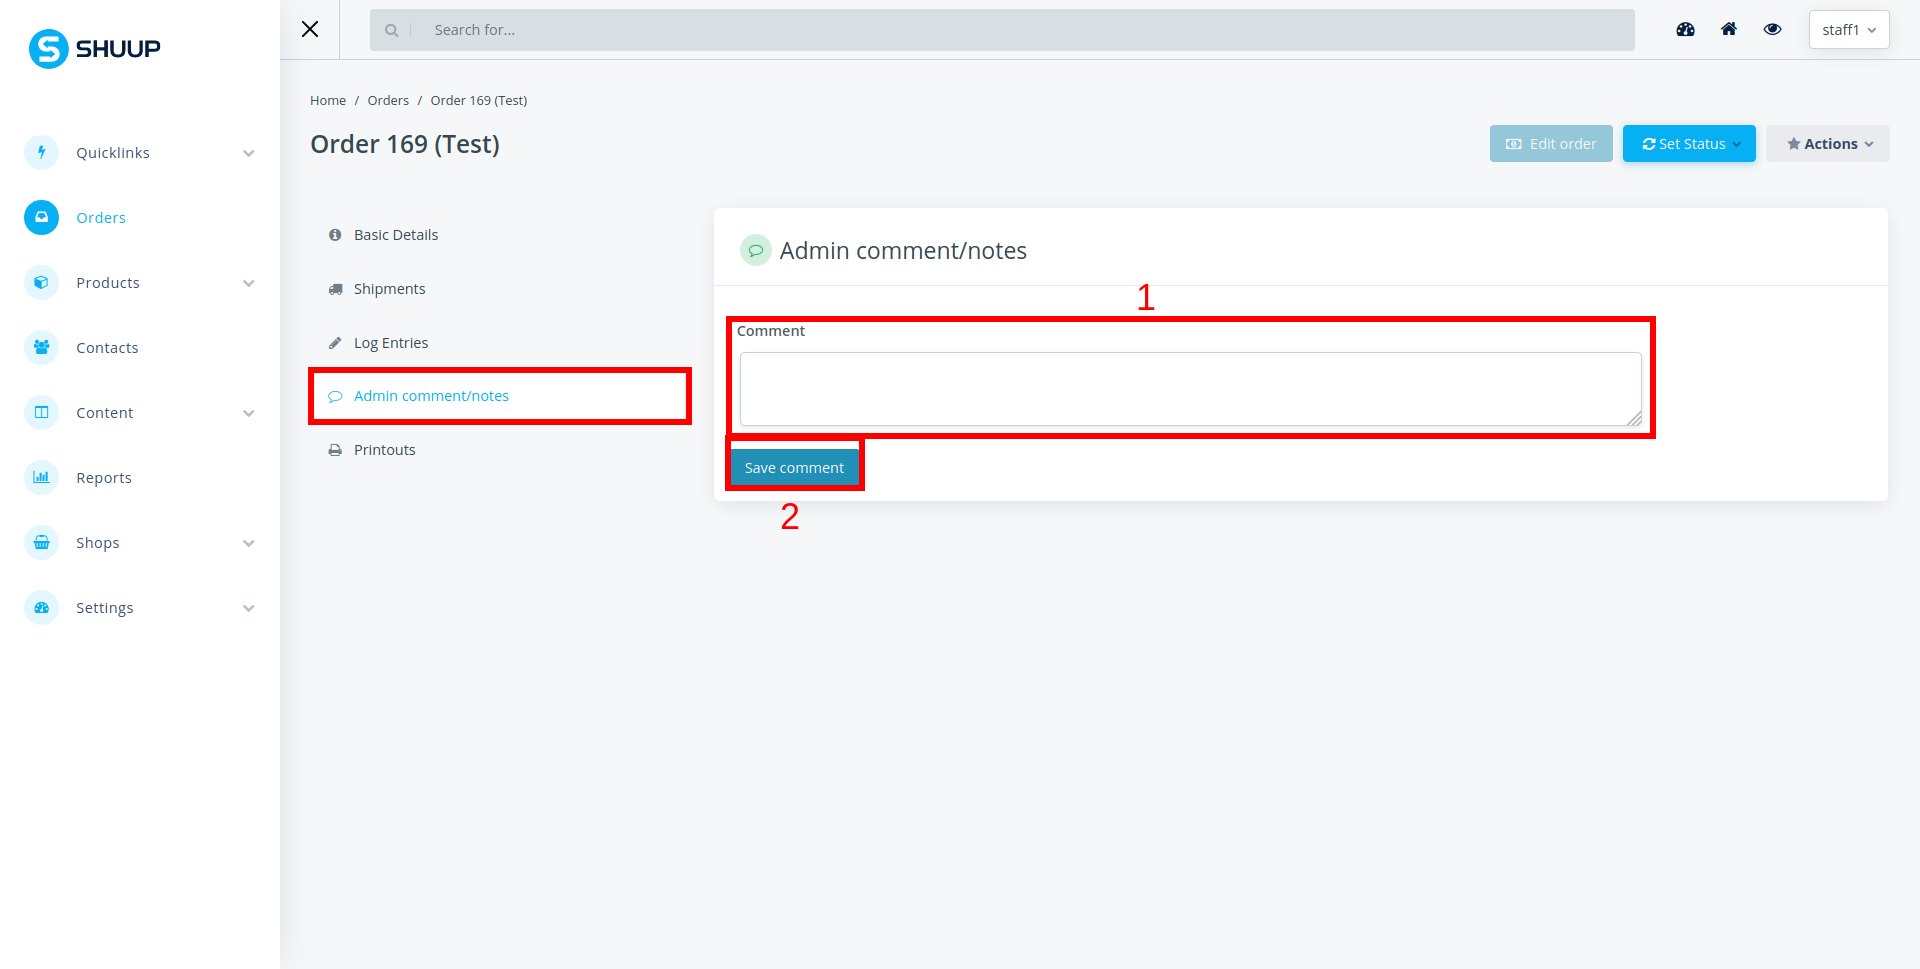 SHUUP
Search for...
staff1
Quicklinks
Orders
Products
Contacts
Content
Reports
Shops
Settings
Home / Orders / Order 169 (Test)
Order 169 (Test)
Edit order
Set Status
Actions
Basic Details
Shipments
Log Entries
Admin comment/notes
Printouts
Admin comment/notes
1
Comment
Save comment
2